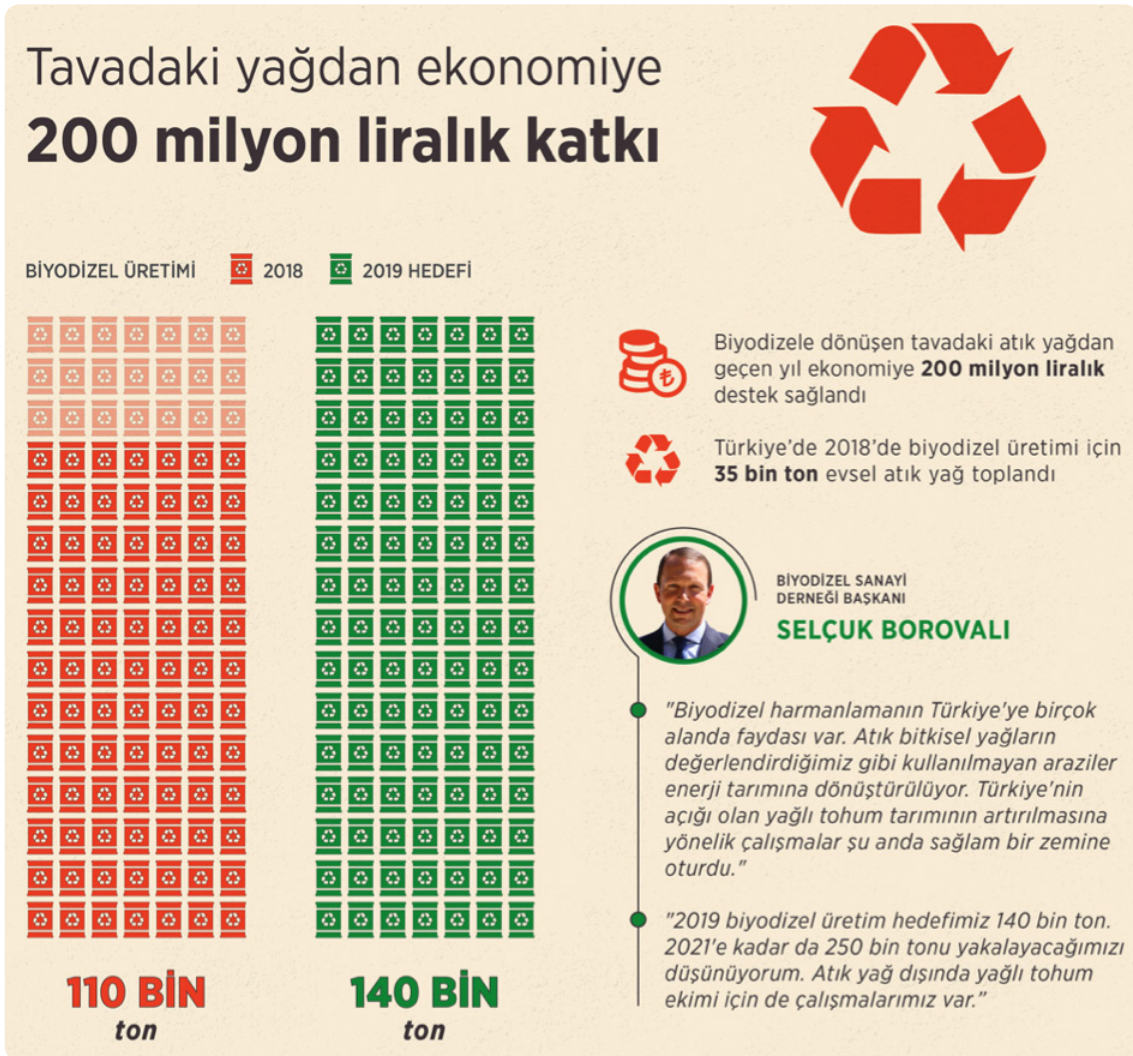 Tavadaki yağdan ekonomiye
200 milyon liralık katkı
BİYODİZEL ÜRETİMİ
2018
2019 HEDEFİ
110 BİN
ton
140 BİN
ton
Biyodizele dönüşen tavadaki atık yağdan
geçen yıl ekonomiye 200 milyon liralık
destek sağlandı
Türkiye'de 2018'de biyodizel üretimi için
35 bin ton evsel atık yağ toplandı
BİYODİZEL SANAYİ
DERNEĞİ BAŞKANI
SELÇUK BOROVALI
"Biyodizel harmanlamanın Türkiye'ye birçok
alanda faydası var. Atık bitkisel yağların
değerlendirdiğimiz gibi kullanılmayan araziler
enerji tarımına dönüştürülüyor. Türkiye'nin
açığı olan yağlı tohum tarımının artırılmasına
yönelik çalışmalar şu anda sağlam bir zemine
oturdu."
"2019 biyodizel üretim hedefimiz 140 bin ton.
2021'e kadar da 250 bin tonu yakalayacağımızı
düşünüyorum. Atık yağ dışında yağlı tohum
ekimi için de çalışmalarımız var."